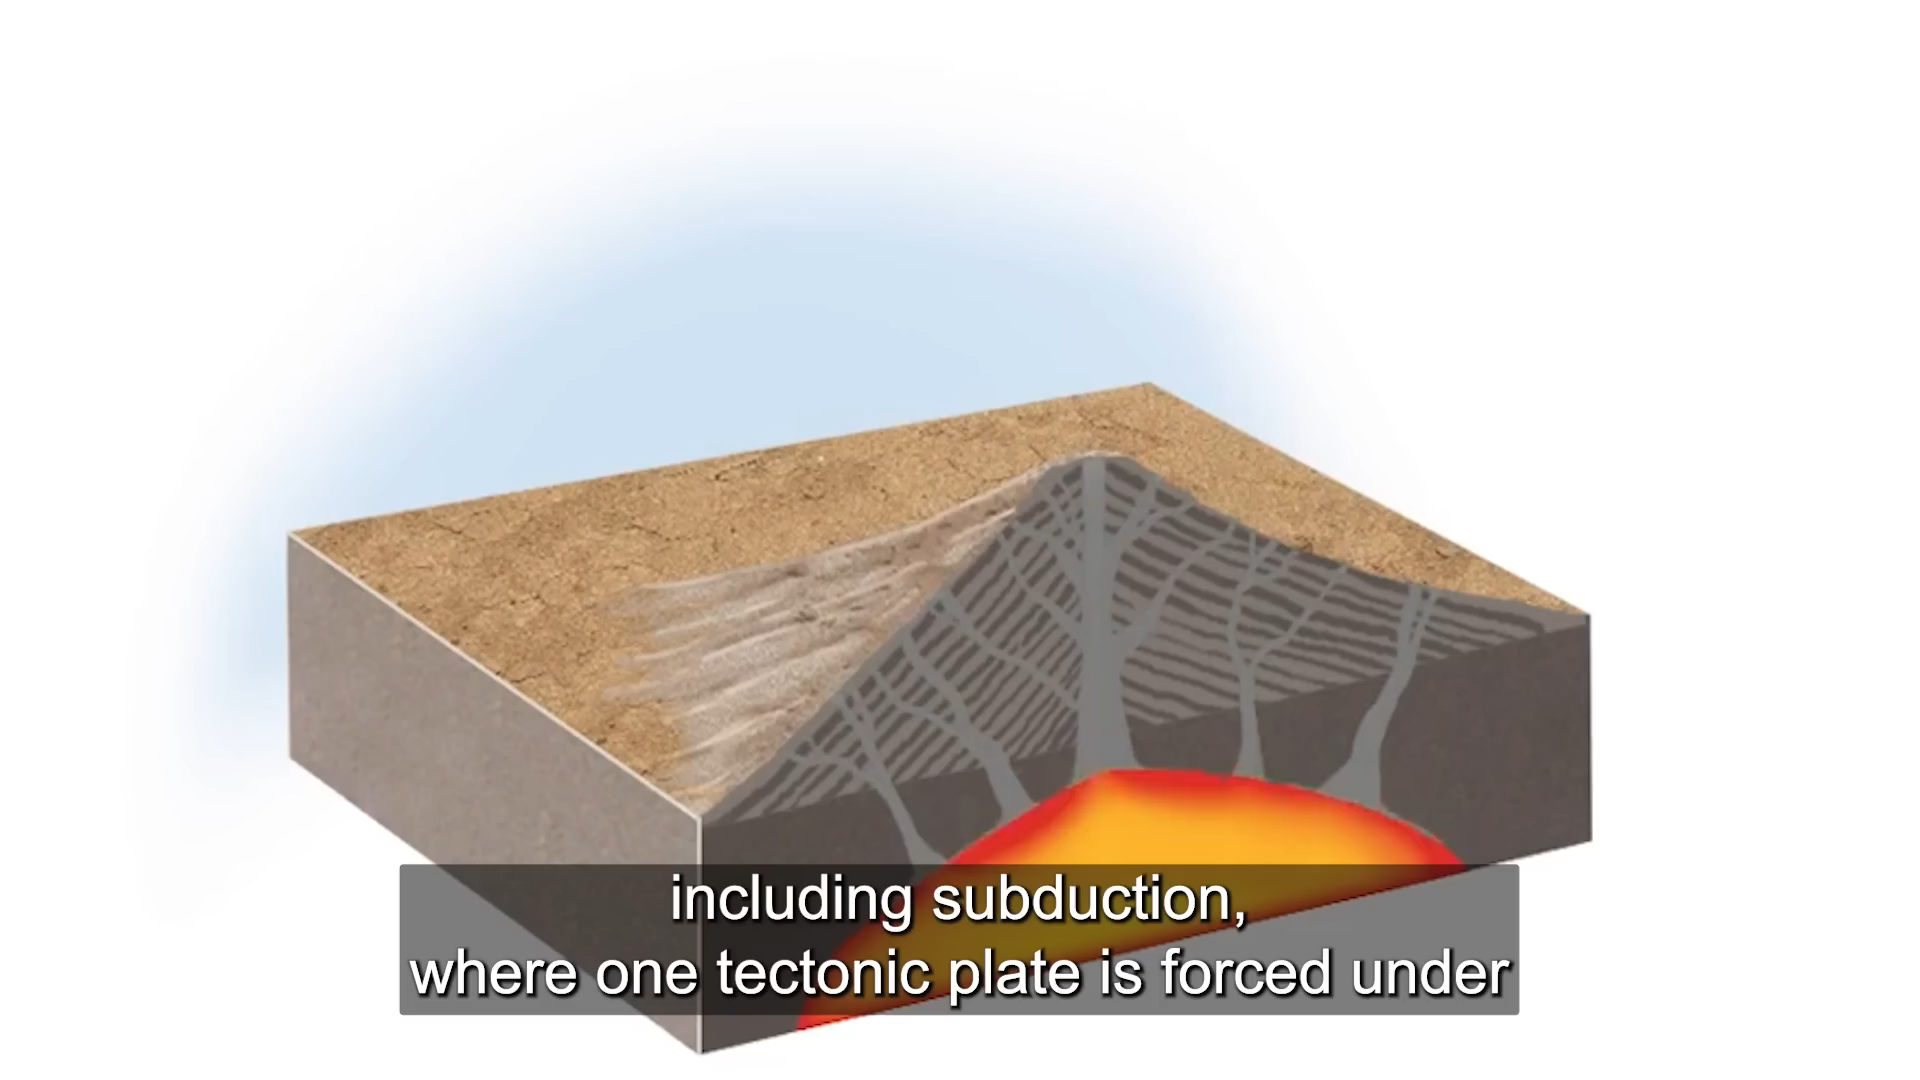 including subduction,
where one tectonic plate is forced under